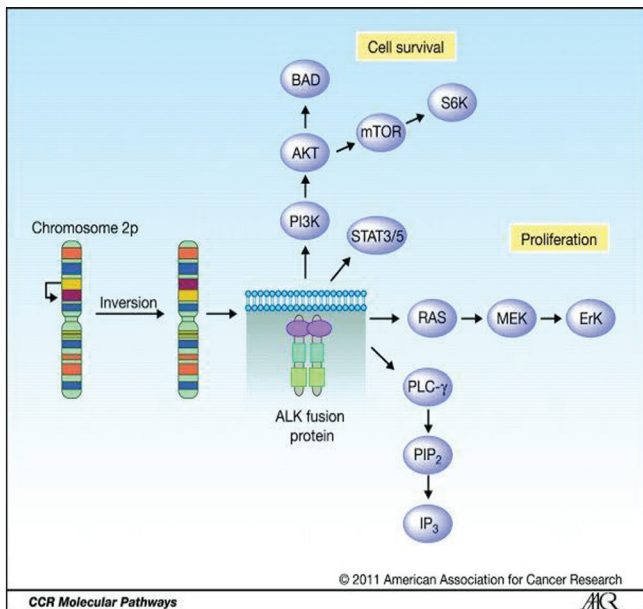 Cell survival
BAD
S6K
mTOR
AKT
PI3K
STAT3/5
Chromosome 2p
Proliferation
Inversion
RAS
MEK
ErK
PLC-γ
ALK fusion
protein
PIP₂
IP₃
© 2011 American Association for Cancer Research
CCR Molecular Pathways
AACR